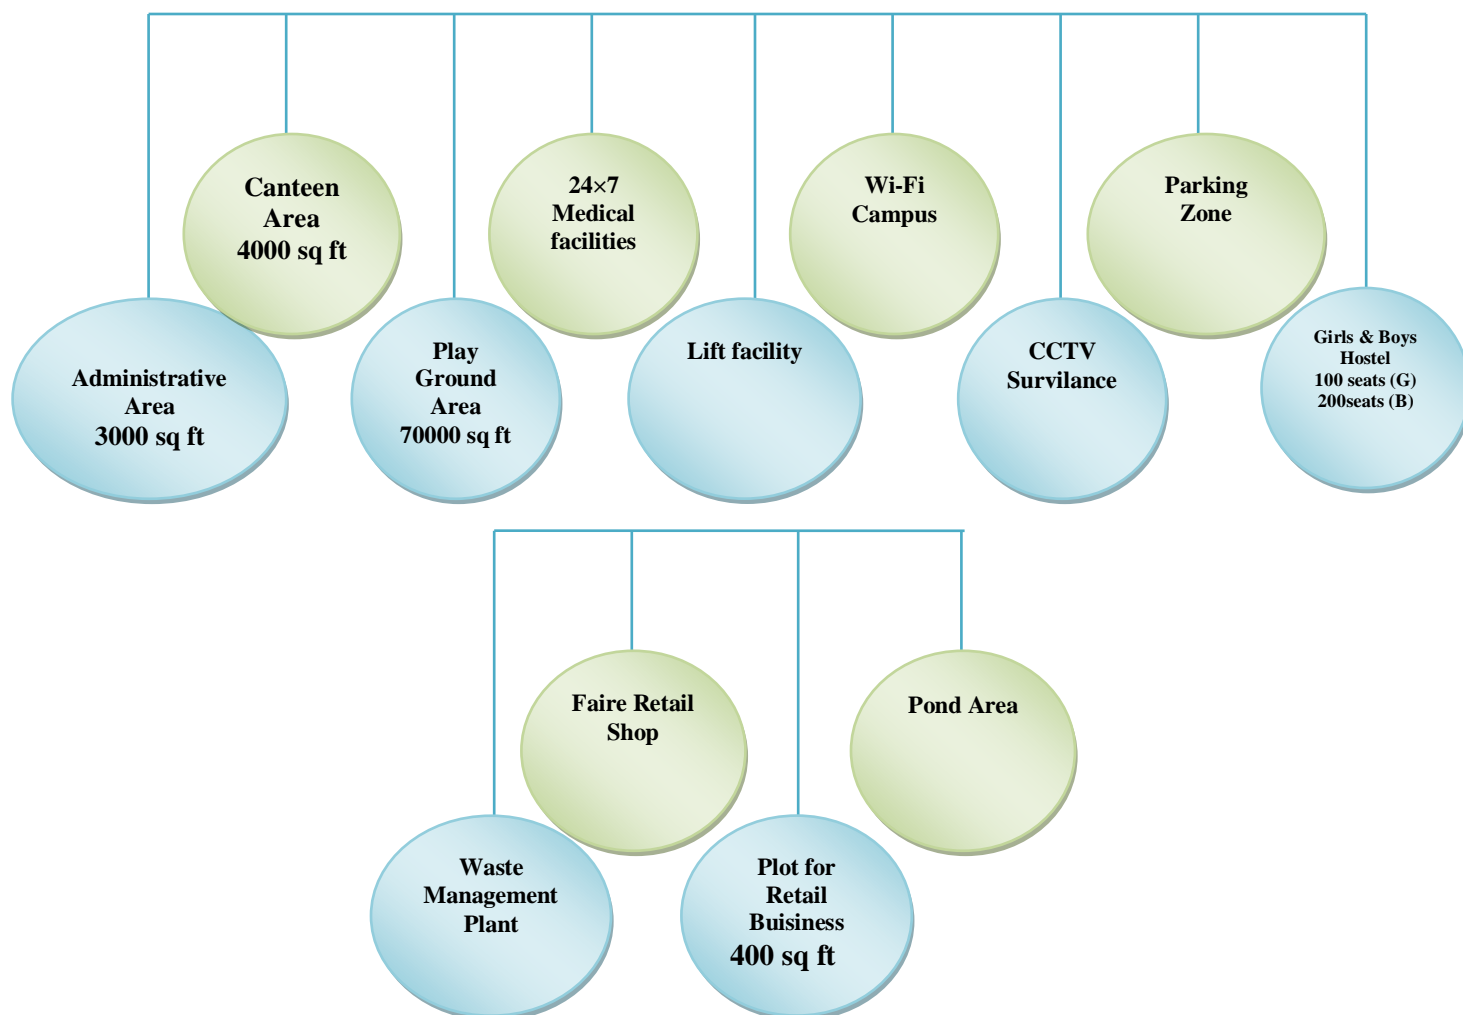 Canteen
Area
4000 sq ft
24×7
Medical
facilities
Wi-Fi
Campus
Parking
Zone
Administrative
Area
3000 sq ft
Play
Ground
Area
70000 sq ft
Lift facility
CCTV
Survilance
Girls & Boys
Hostel
100 seats (G)
200seats (B)
Faire Retail
Shop
Pond Area
Waste
Management
Plant
Plot for
Retail
Buisiness
400 sq ft